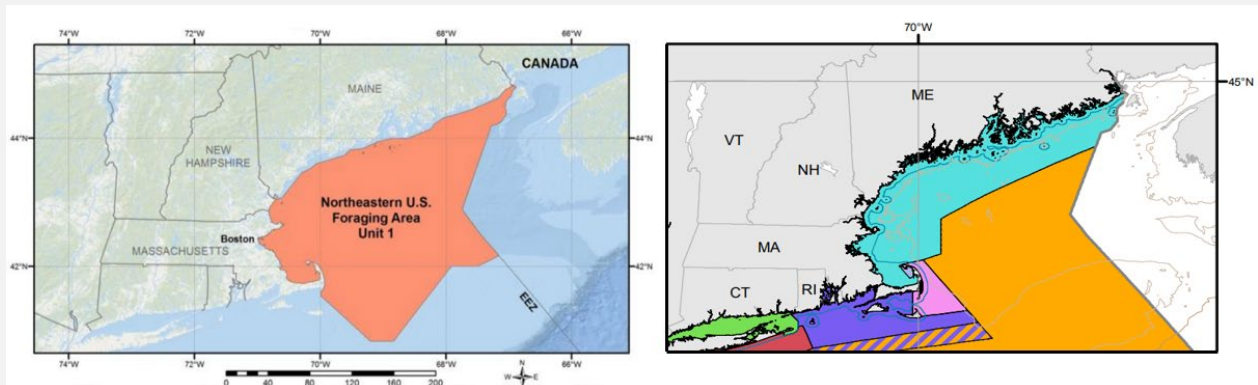 74°W 72°W 70°W 68°W 66°W
CANADA
MAINE
44°N 44°N
NEW
HAMPSHIRE
Northeastern U.S.
Foraging Area
Unit 1
Boston
MASSACHUSETTS
42°N 42°N
EEZ
74°W 72°W 70°W 68°W 66°W
N
W E
S
0 40 80 120 160 200
70°W
45°N
ME
VT
NH
MA
CT
RI